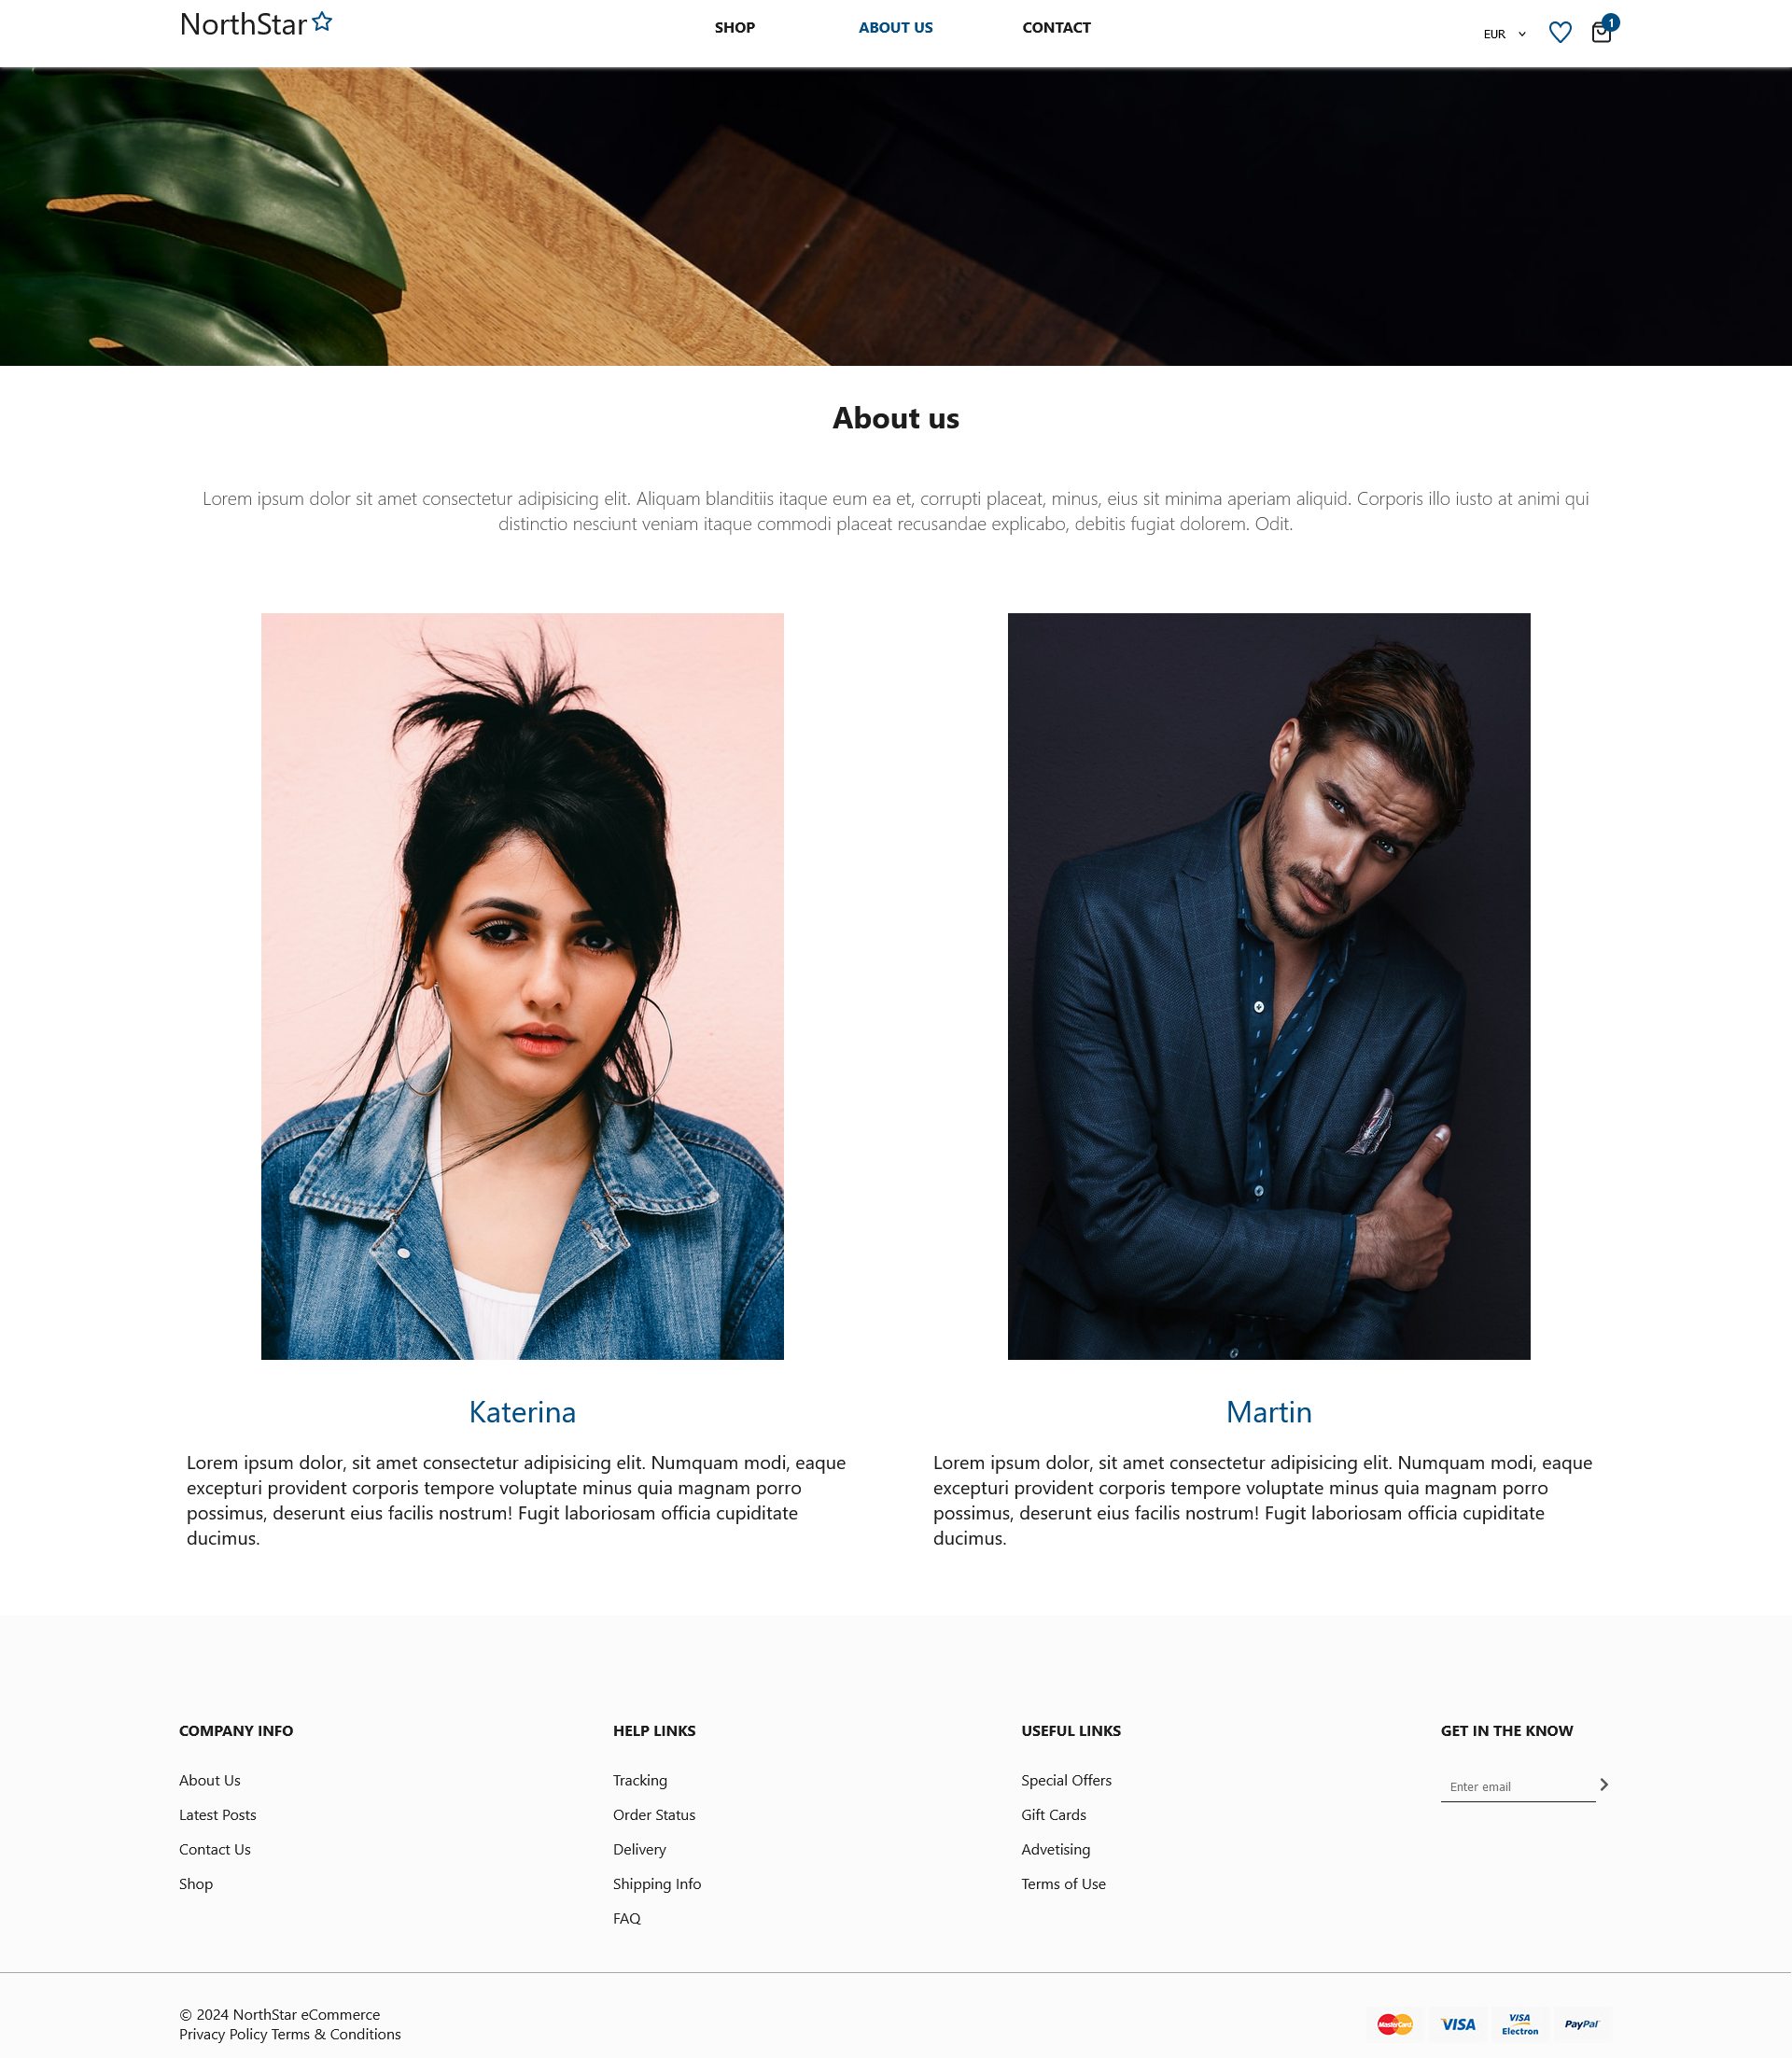 NorthStar
SHOP
ABOUT US
CONTACT
EUR
1
About us
Lorem ipsum dolor sit amet consectetur adipisicing elit. Aliquam blanditiis itaque eum ea et, corrupti placeat, minus, eius sit minima aperiam aliquid. Corporis illo iusto at animi qui
distinctio nesciunt veniam itaque commodi placeat recusandae explicabo, debitis fugiat dolorem. Odit.
Katerina
Lorem ipsum dolor, sit amet consectetur adipisicing elit. Numquam modi, eaque
excepturi provident corporis tempore voluptate minus quia magnam porro
possimus, deserunt eius facilis nostrum! Fugit laboriosam officia cupiditate
ducimus.
Martin
Lorem ipsum dolor, sit amet consectetur adipisicing elit. Numquam modi, eaque
excepturi provident corporis tempore voluptate minus quia magnam porro
possimus, deserunt eius facilis nostrum! Fugit laboriosam officia cupiditate
ducimus.
COMPANY INFO
About Us
Latest Posts
Contact Us
Shop
HELP LINKS
Tracking
Order Status
Delivery
Shipping Info
FAQ
USEFUL LINKS
Special Offers
Gift Cards
Advetising
Terms of Use
GET IN THE KNOW
Enter email
© 2024 NorthStar eCommerce
Privacy Policy Terms & Conditions
MasterCard
VISA
VISA
Electron
PayPal